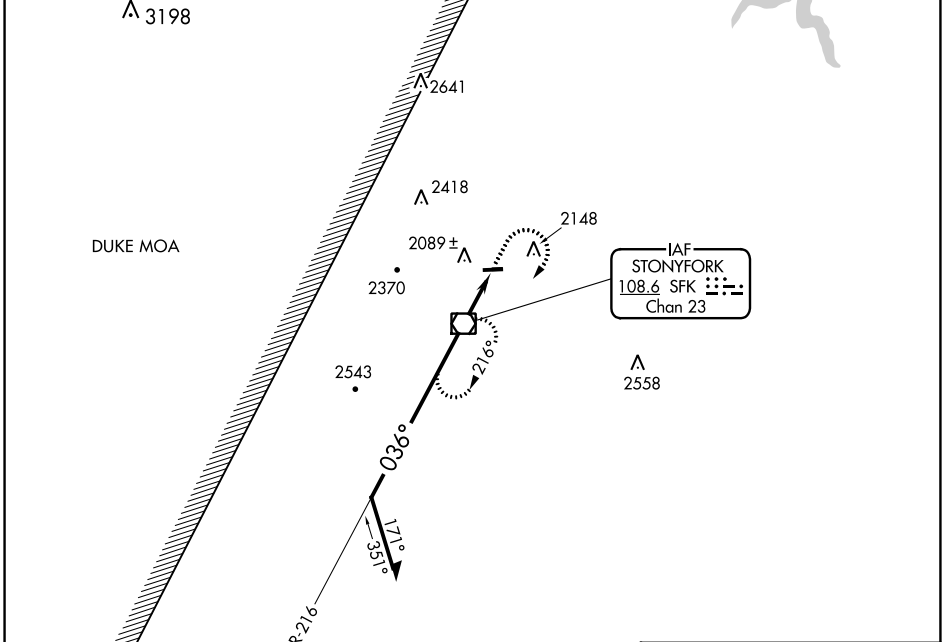 3198
2641
2418
2148
DUKE MOA
2089±
IAF
STONYFORK
108.6 SFK
Chan 23
2370
216°
2543
2558
036°
171°
351°
R-216